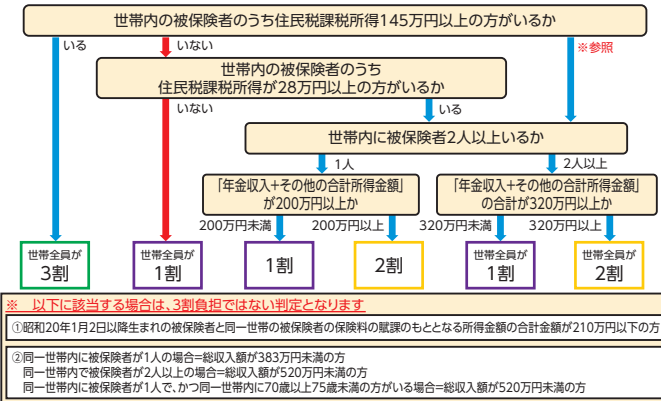 世帯内の被保険者のうち住民税課税所得145万円以上の方がいるか
いる
いない
※参照
世帯内の被保険者のうち
住民税課税所得が28万円以上の方がいるか
いない
いる
世帯内に被保険者2人以上いるか
1人
2人以上
「年金収入+その他の合計所得金額」
が200万円以上か
「年金収入+その他の合計所得金額」
の合計が320万円以上か
200万円未満
200万円以上
320万円未満
320万円以上
世帯全員が
3割
世帯全員が
1割
1割
2割
世帯全員が
1割
世帯全員が
2割
※ 以下に該当する場合は、3割負担ではない判定となります
①昭和20年1月2日以降生まれの被保険者と同一世帯の被保険者の保険料の賦課のもととなる所得金額の合計金額が210万円以下の方
②同一世帯内に被保険者が1人の場合=総収入額が383万円未満の方
同一世帯内で被保険者が2人以上の場合=総収入額が520万円未満の方
同一世帯内に被保険者が1人で、かつ同一世帯内に70歳以上75歳未満の方がいる場合=総収入額が520万円未満の方